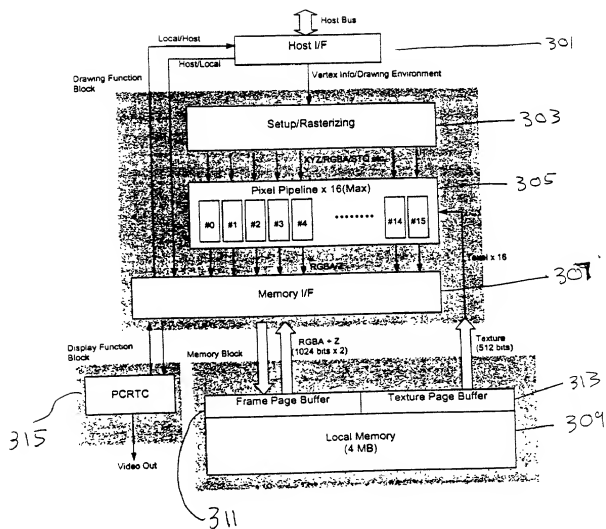 Host Bus
Local/Host
Host I/F
301
Host/Local
Vertex Info/Drawing Environment
Drawing Function
Block
Setup/Rasterizing
303
XYZ/RGBA/STQ etc.
Pixel Pipeline x 16(Max)
305
#0
#1
#2
#3
#4
........
#14
#15
RGBA/Z
Texel x 16
Memory I/F
307
Display Function
Block
Memory Block
RGBA + Z
(1024 bits x 2)
Texture
(512 bits)
PCRTC
315
Frame Page Buffer
Texture Page Buffer
313
Local Memory
(4 MB)
309
Video Out
311